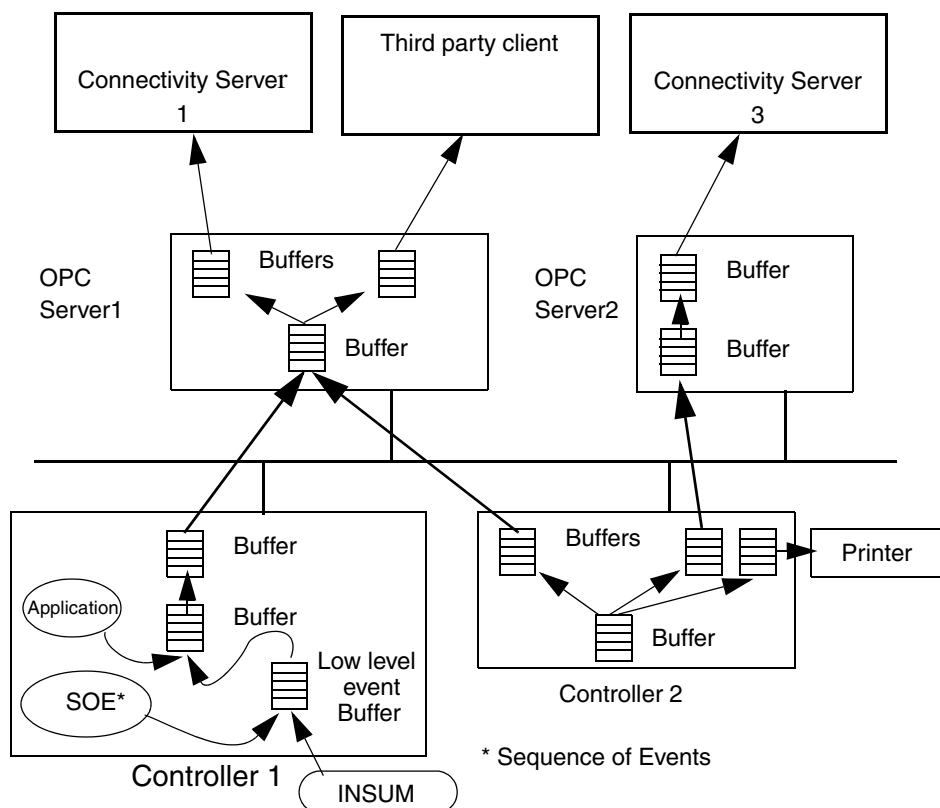 Connectivity Server
1
Third party client
Connectivity Server
3
OPC
Server1
Buffers
Buffer
OPC
Server2
Buffer
Buffer
Buffer
Application
Buffer
SOE*
Low level
event
Buffer
Controller 1
INSUM
Buffers
Buffer
Printer
Controller 2
* Sequence of Events